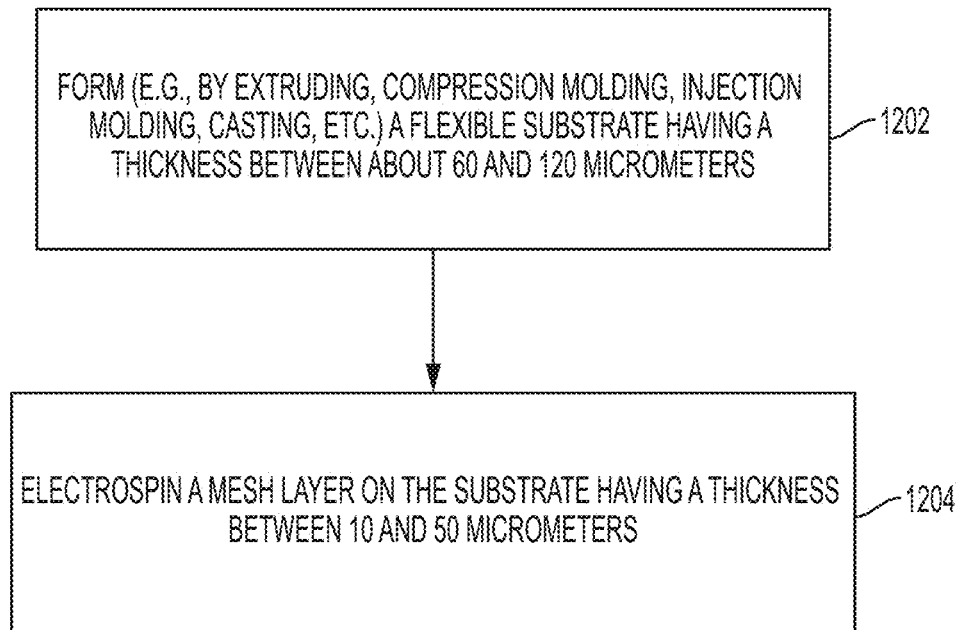 FORM (E.G., BY EXTRUDING, COMPRESSION MOLDING, INJECTION
MOLDING, CASTING, ETC.) A FLEXIBLE SUBSTRATE HAVING A
THICKNESS BETWEEN ABOUT 60 AND 120 MICROMETERS
1202
ELECTROSPIN A MESH LAYER ON THE SUBSTRATE HAVING A THICKNESS
BETWEEN 10 AND 50 MICROMETERS
1204